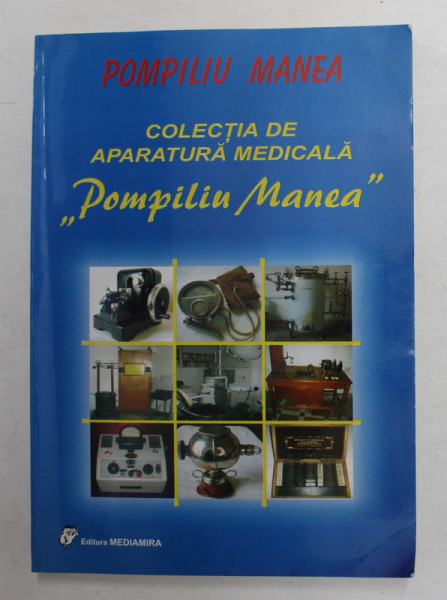 POMPILIU MANEA
COLECȚIA DE
APARATURĂ MEDICALĂ
„Pompiliu Manea”
Editura MEDIAMIRA